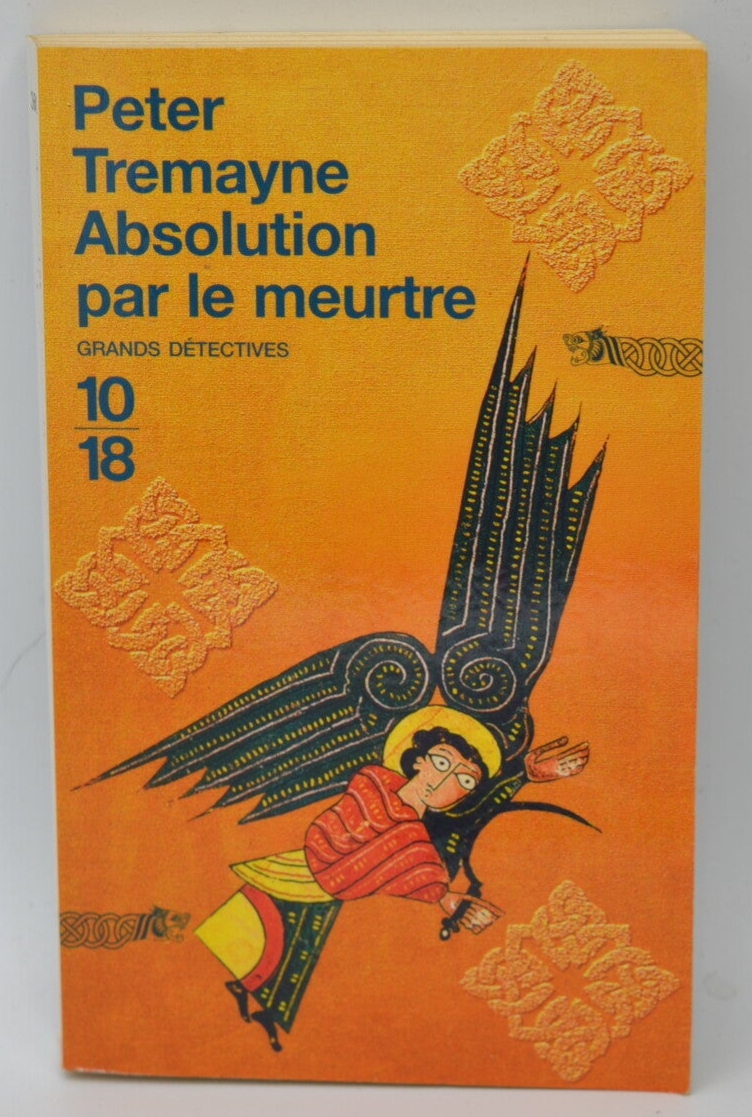 Peter
Tremayne
Absolution
par le meurtre
GRANDS DÉTECTIVES
10
18